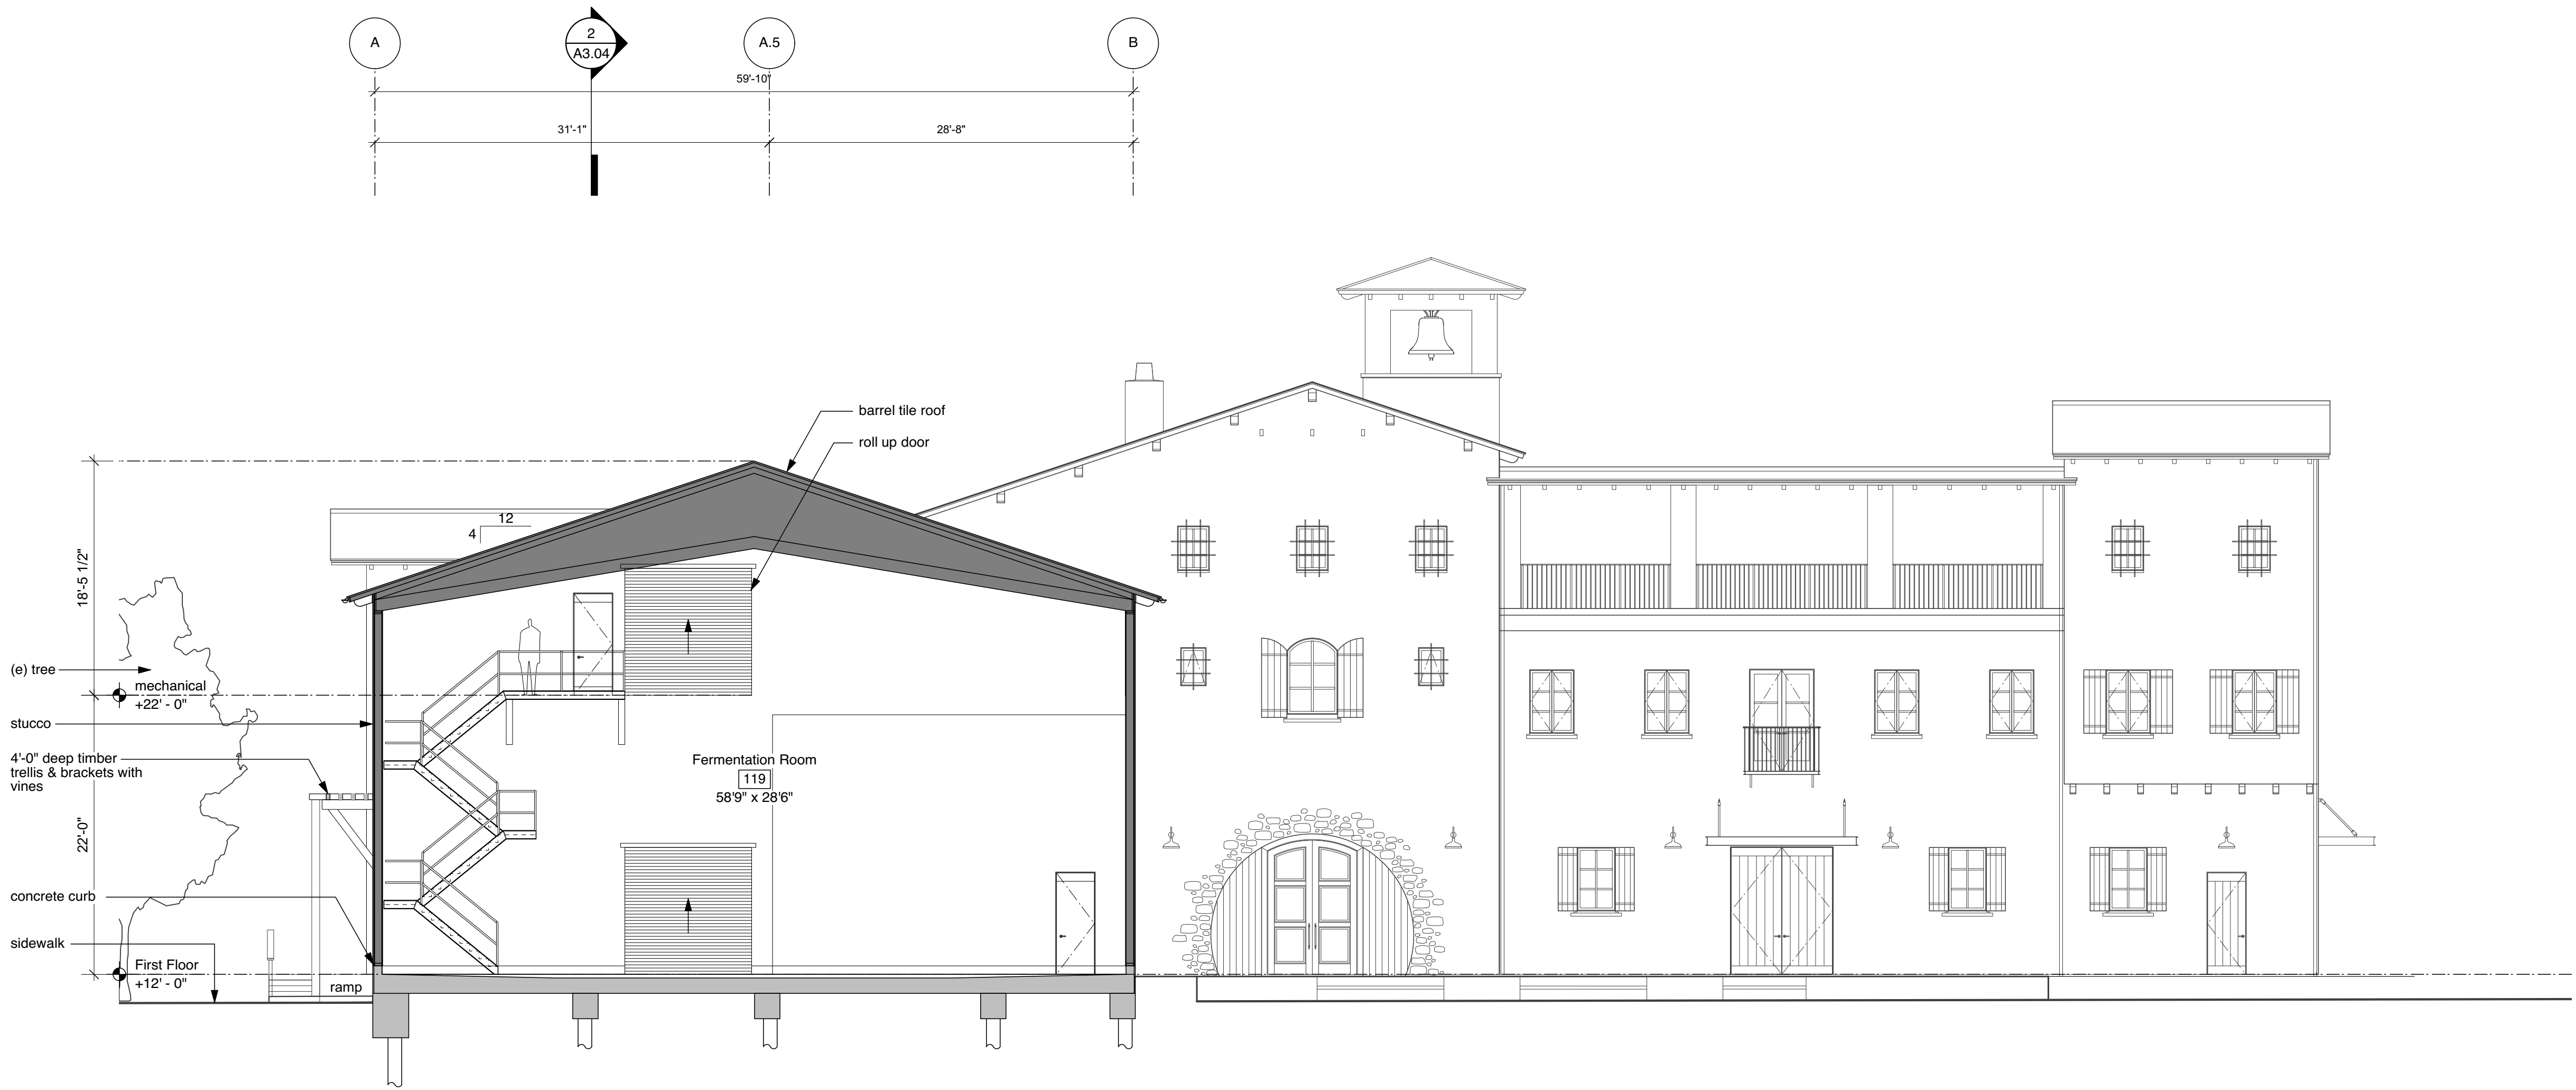 A
2
A3.04
A.5
B
59'-10"
31'-1"
28'-8"
barrel tile roof
roll up door
12
4
18'-5 1/2"
(e) tree
mechanical
+22' - 0"
stucco
4'-0" deep timber
trellis & brackets with
vines
Fermentation Room
119
58'9" x 28'6"
22'-0"
concrete curb
sidewalk
First Floor
+12' - 0"
ramp